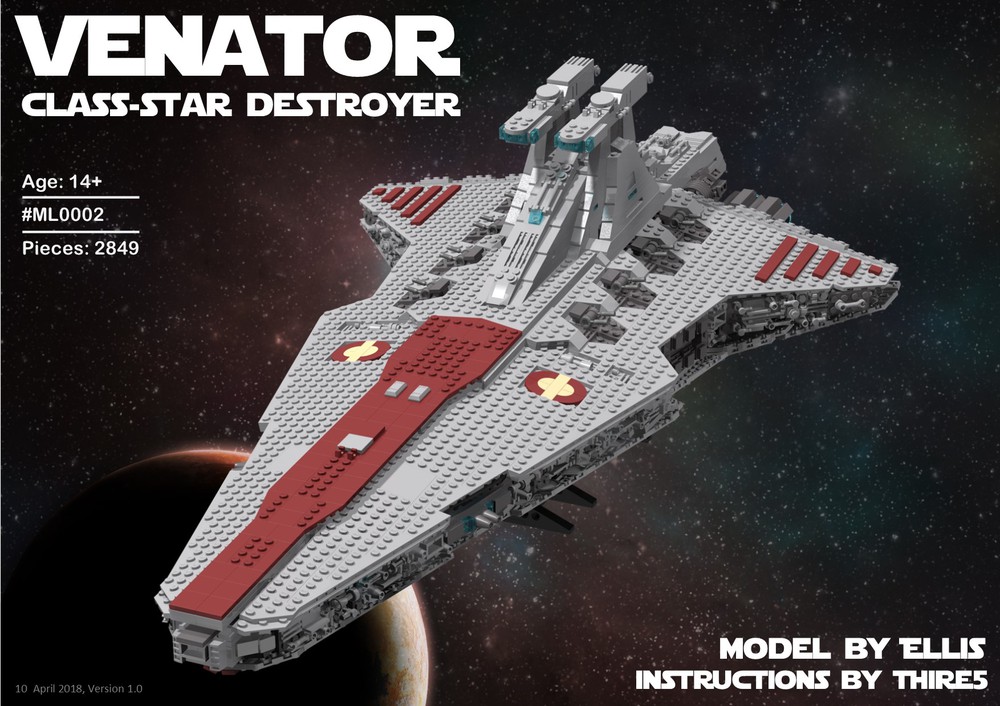 VENATOR
CLASS-STAR DESTROYER
Age: 14+
#ML0002
Pieces: 2849
MODEL BY ELLIS
INSTRUCTIONS BY THIRE5
10 April 2018, Version 1.0